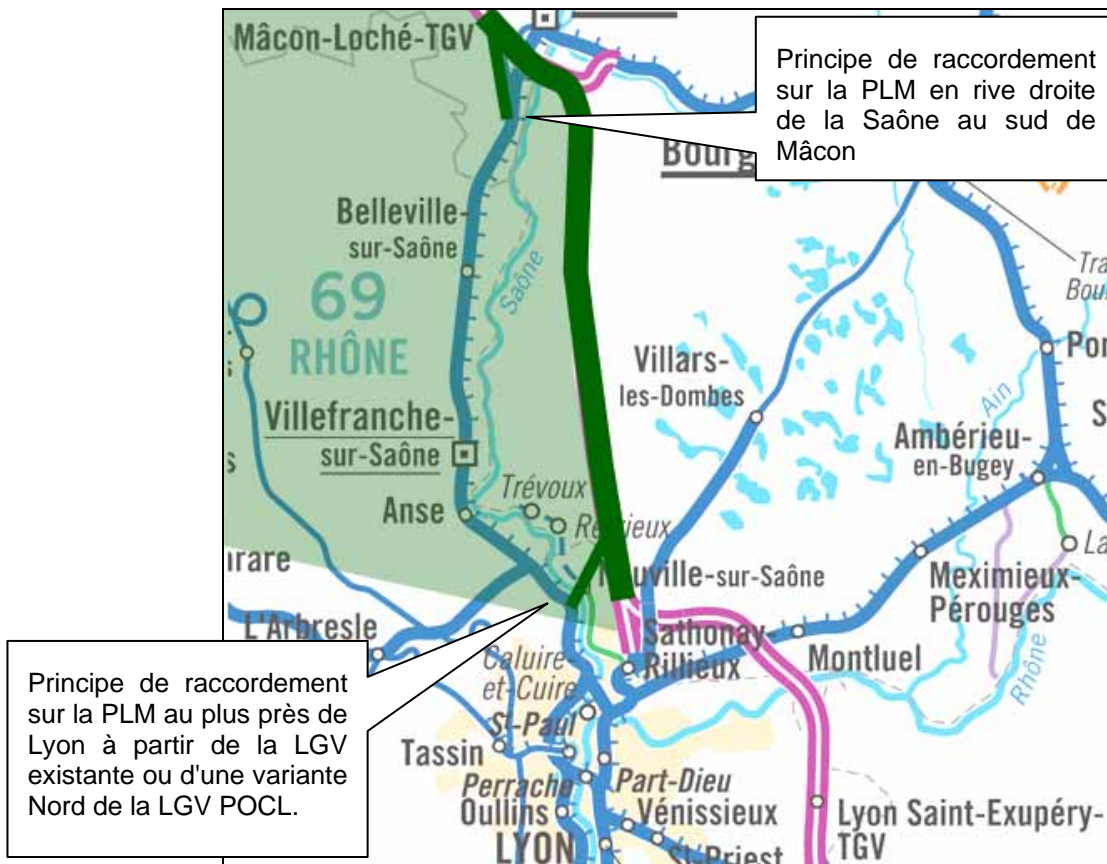 Mâcon-Loché-TGV
Principe de raccordement
sur la PLM en rive droite
de la Saône au sud de
Mâcon
Belleville-
sur-Saône
Saône
69
RHÔNE
Villars-
les-Dombes
Ain
Ambérieu-
en-Bugey
Villefranche-
sur-Saône
Trévoux
Anse
-sur-Saône
Meximieux-
Pérouges
L'Arbresle
Sathonay-
Rillieux
Montluel
Rhône
Caluire-
et-Cuire
Principe de raccordement
sur la PLM au plus près de
Lyon à partir de la LGV
existante ou d'une variante
Nord de la LGV POCL.
St-Paul
Tassin
Perrache
Part-Dieu
Oullins
Vénissieux
Lyon Saint-Exupéry-
TGV
LYON
St-Priest